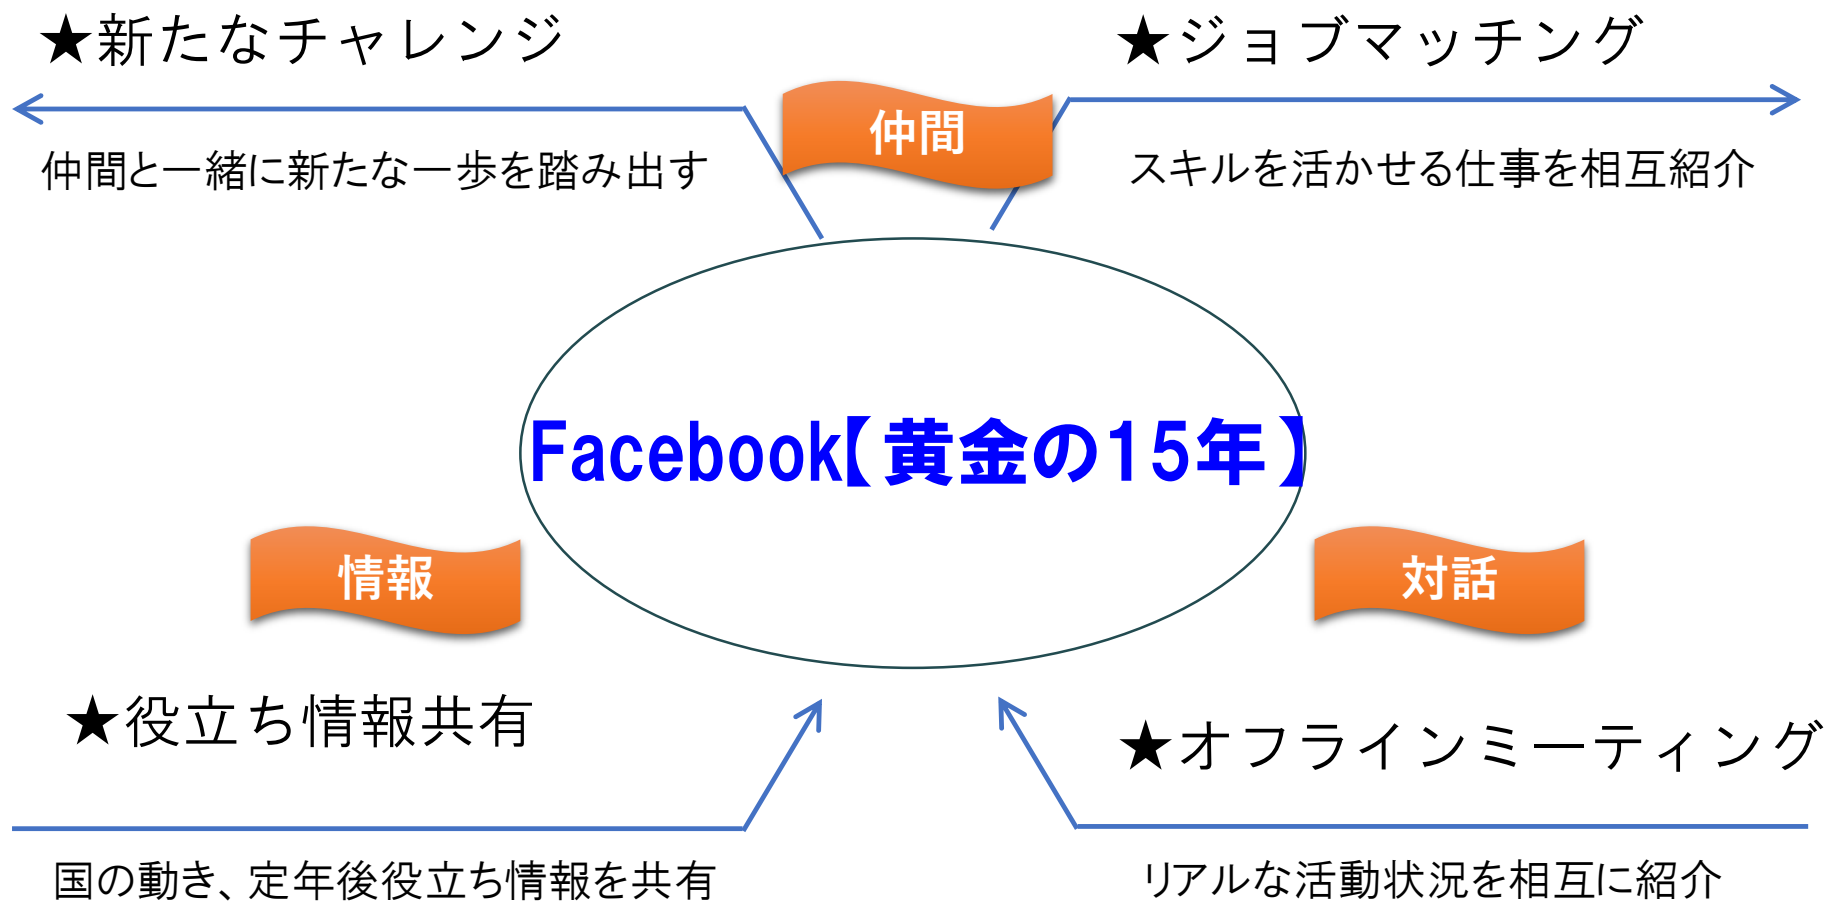 ★新たなチャレンジ
★ジョブマッチング
仲間
仲間と一緒に新たな一歩を踏み出す
スキルを活かせる仕事を相互紹介
Facebook【黄金の15年】
情報
対話
★役立ち情報共有
★オフラインミーティング
国の動き、定年後役立ち情報を共有
リアルな活動状況を相互に紹介